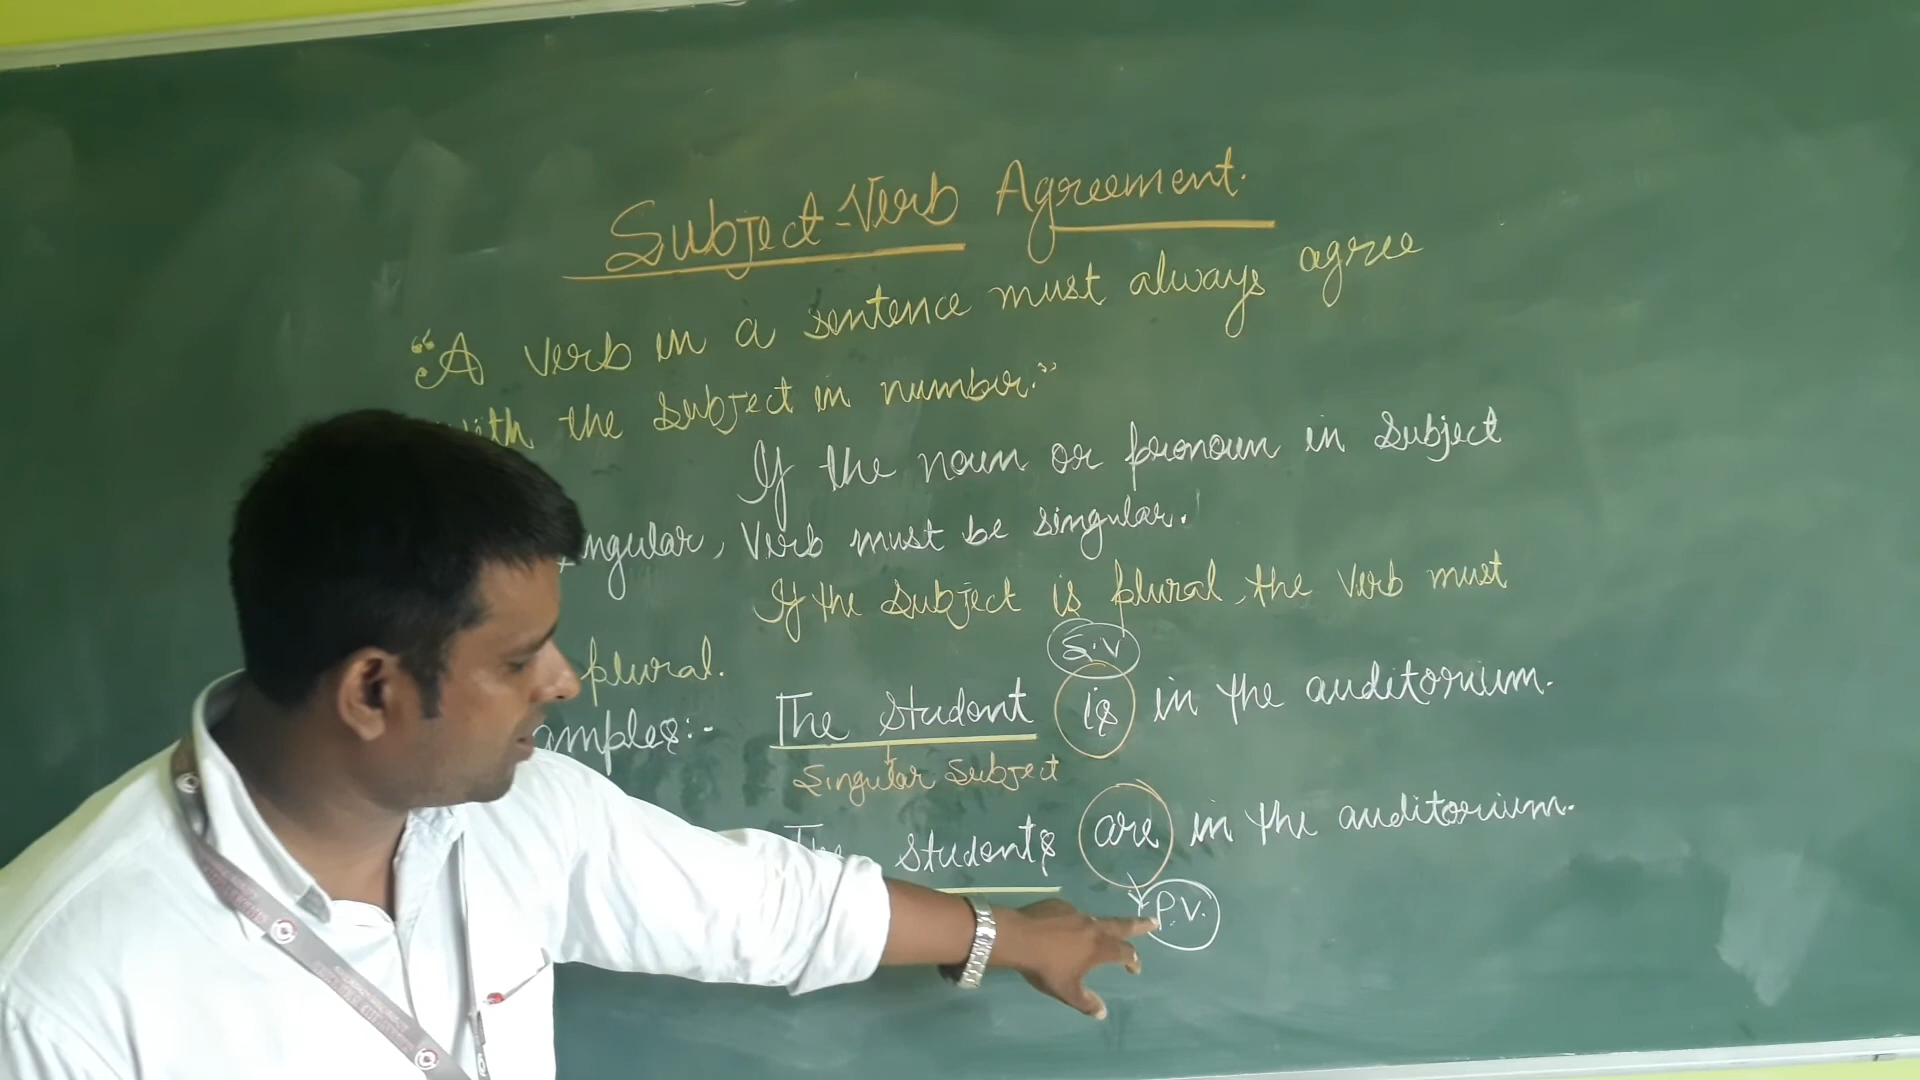 Subject-Verb Agreement.
"A verb in a sentence must always agree
with the subject in number."
If the noun or pronoun in subject
ngular, verb must be singular.
If the subject is plural, the verb must
plural.
S.V
amples:- The student is in the auditorium.
Singular Subject
The students are in the auditorium.
P.V.